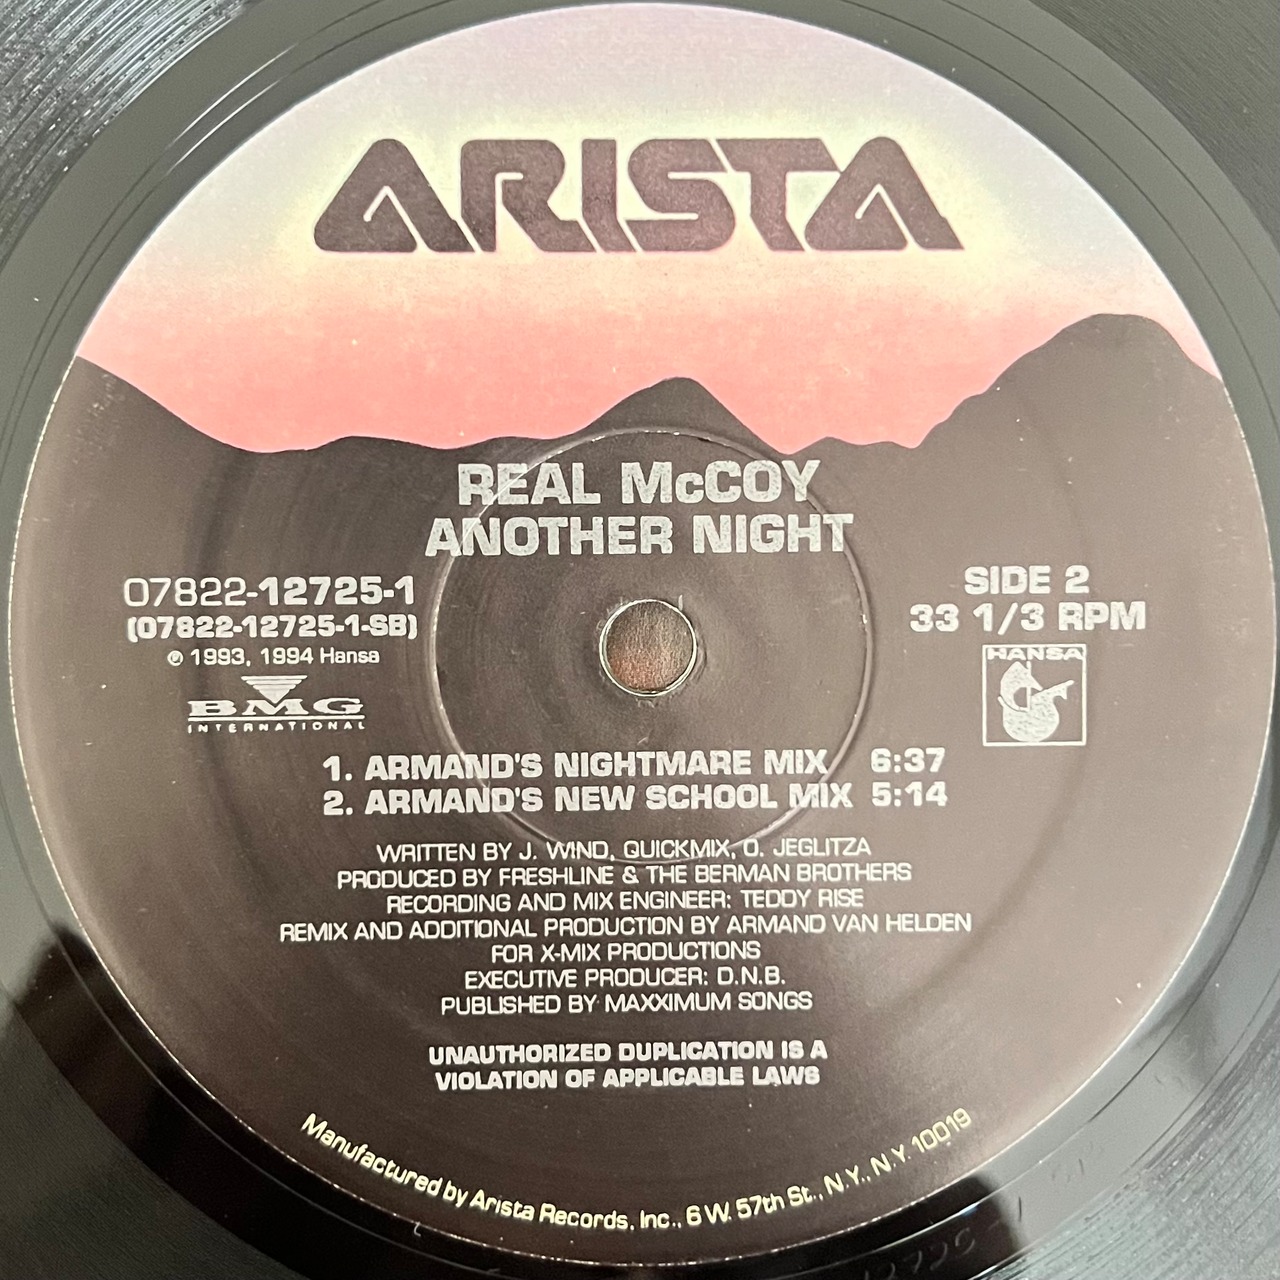 ARISTA
REAL McCOY
ANOTHER NIGHT
07822-12725-1
(07822-12725-1-SB)
℗ 1993, 1994 Hansa
BMG
INTERNATIONAL
SIDE 2
33 1/3 RPM
HANSA
1. ARMAND'S NIGHTMARE MIX 6:37
2. ARMAND'S NEW SCHOOL MIX 5:14
WRITTEN BY J. WIND, QUICKMIX, O. JEGLITZA
PRODUCED BY FRESHLINE & THE BERMAN BROTHERS
RECORDING AND MIX ENGINEER: TEDDY RISE
REMIX AND ADDITIONAL PRODUCTION BY ARMAND VAN HELDEN
FOR X-MIX PRODUCTIONS
EXECUTIVE PRODUCER: D.N.B.
PUBLISHED BY MAXXIMUM SONGS
UNAUTHORIZED DUPLICATION IS A
VIOLATION OF APPLICABLE LAWS
Manufactured by Arista Records, Inc., 6 W. 57th St., N.Y., N.Y. 10019